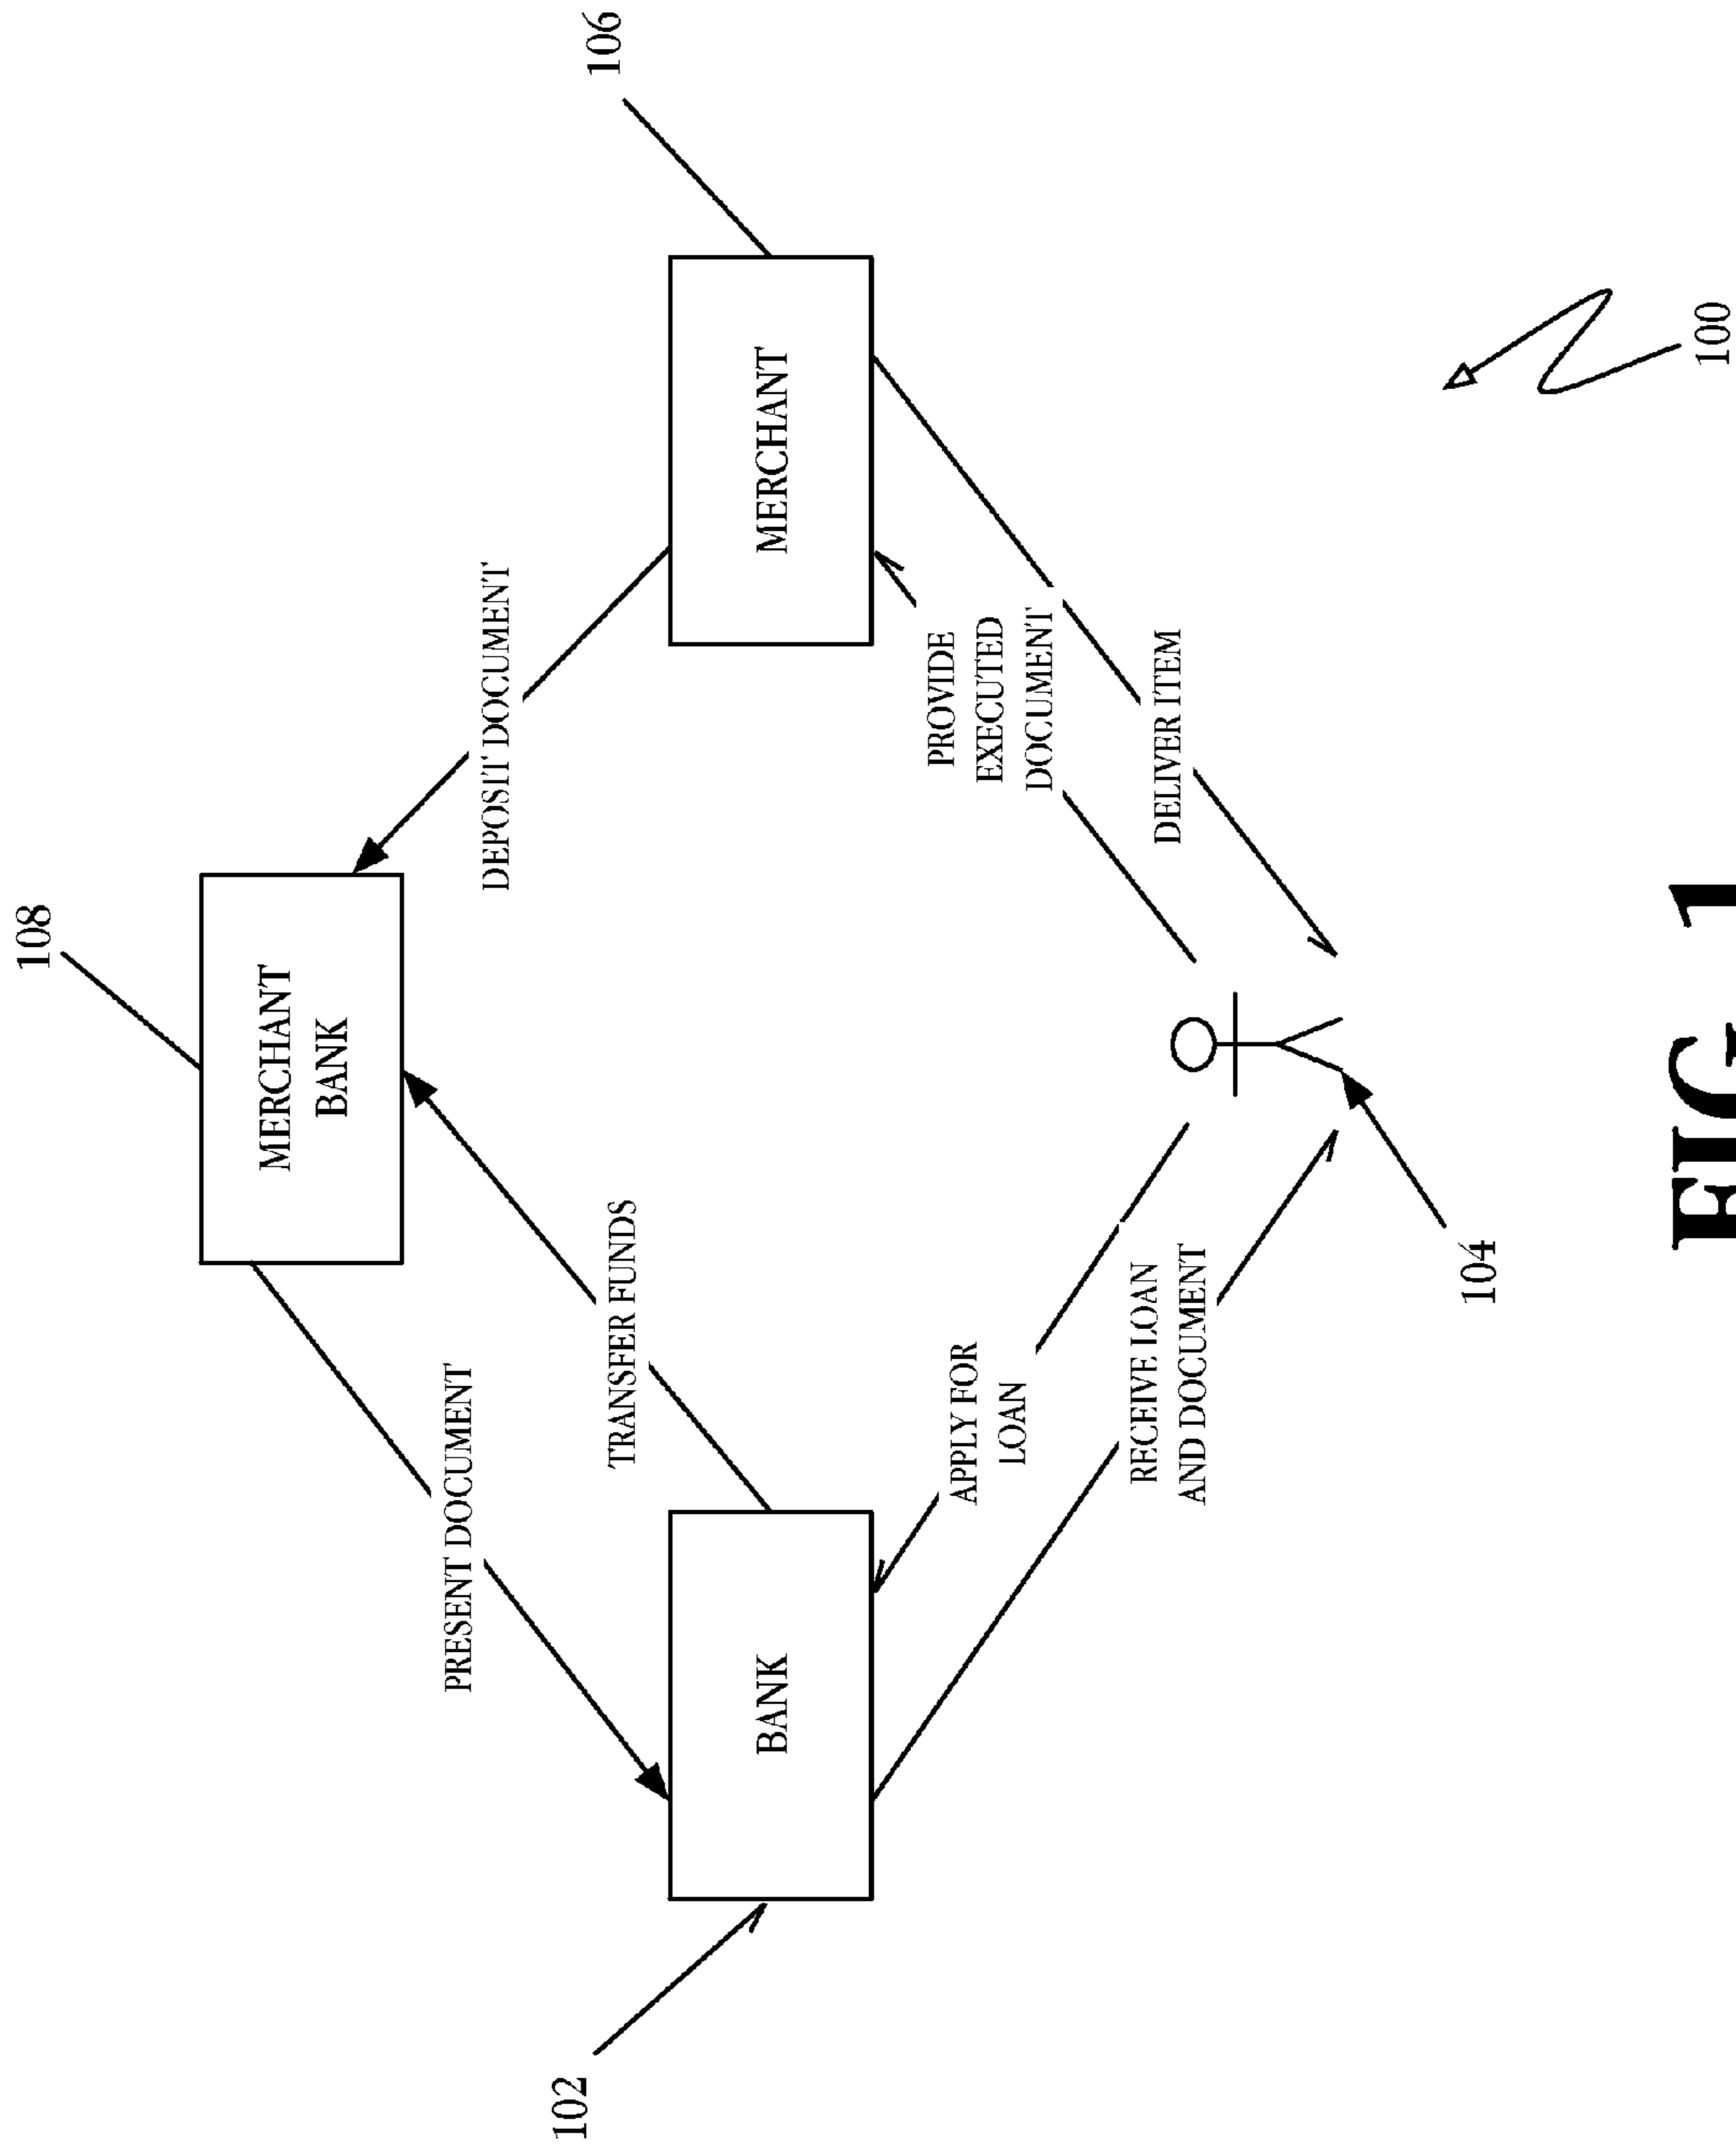 108
MERCHANT
BANK
PRESENT DOCUMENT
DEPOSIT DOCUMENT
TRANSFER FUNDS
106
102
BANK
MERCHANT
APPLY FOR
LOAN
PROVIDE
EXECUTED
DOCUMENT
RECEIVE LOAN
AND DOCUMENT
DELIVER ITEM
104
100
FIG. 1